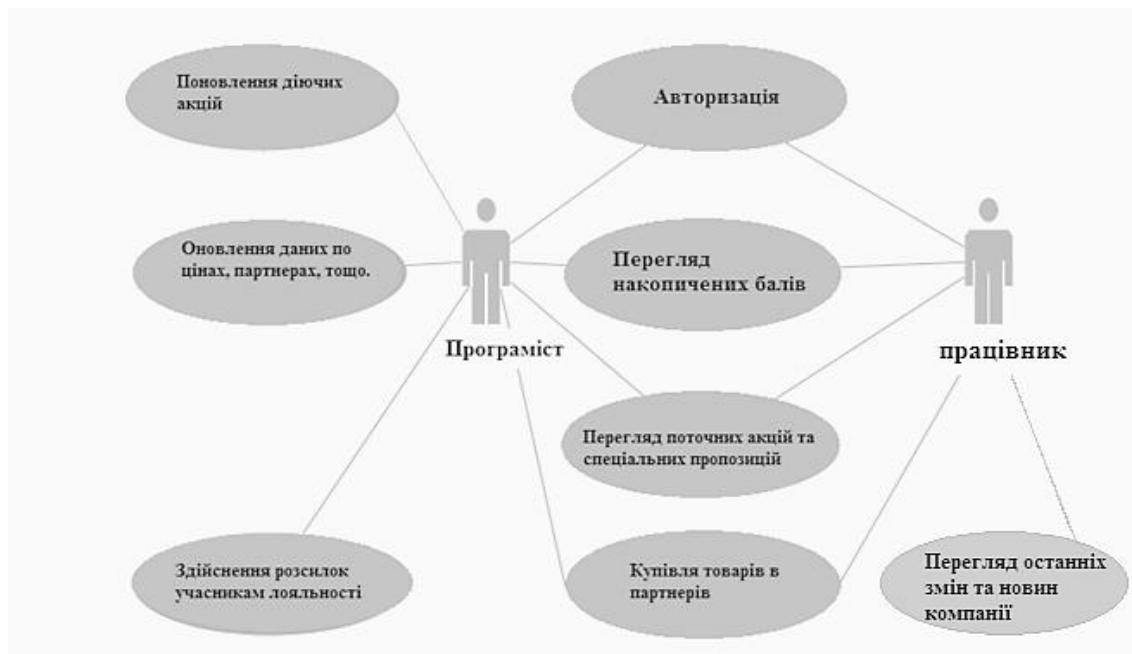 Поновлення діючих
акцій
Авторизація
Оновлення даних по
цінах, партнерах, тощо.
Перегляд
накопичених балів
Програміст
працівник
Перегляд поточних акцій та
спеціальних пропозицій
Здійснення розсилок
учасникам лояльності
Купівля товарів в
партнерів
Перегляд останніх
змін та новин
компанії